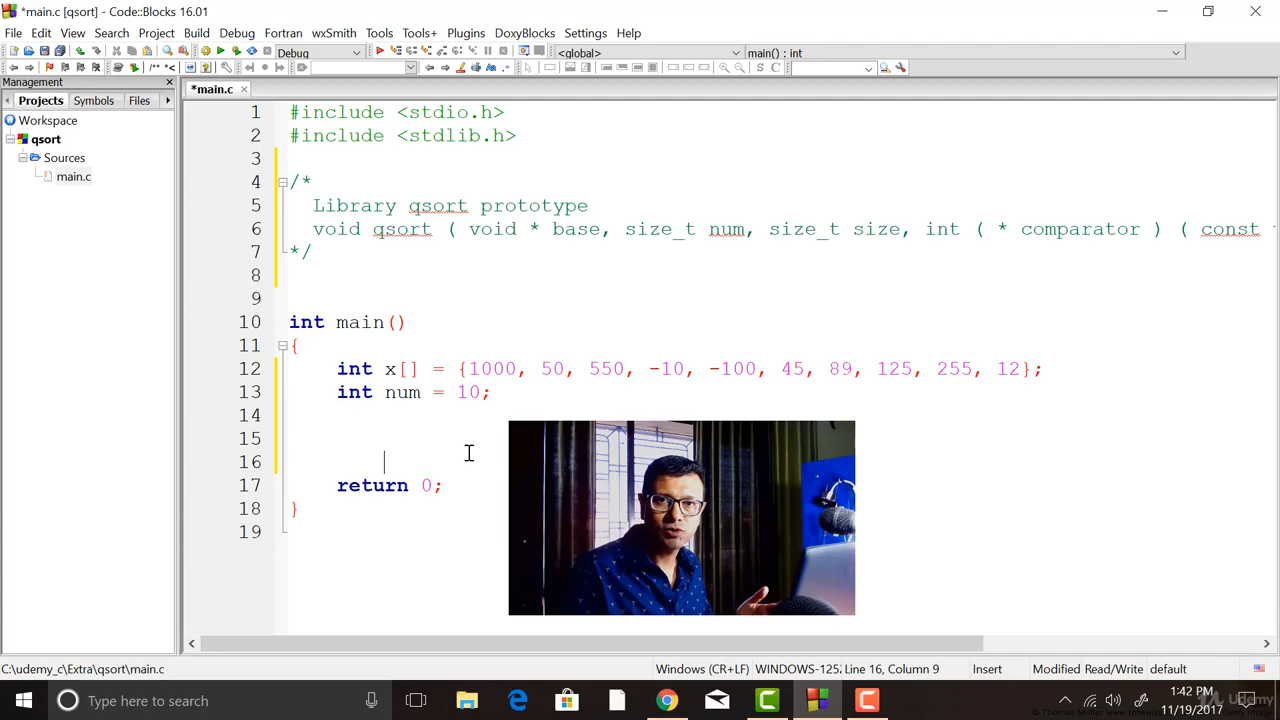 *main.c [qsort] - Code::Blocks 16.01
File Edit View Search Project Build Debug Fortran wxSmith Tools Tools+ Plugins DoxyBlocks Settings Help
Debug <global> main() : int
/** *<
Management
Projects Symbols Files
*main.c
Workspace
qsort
Sources
main.c
1 #include <stdio.h>
2 #include <stdlib.h>
3
4 /*
5 Library qsort prototype
6 void qsort ( void * base, size_t num, size_t size, int ( * comparator ) ( const
7 */
8
9
10 int main()
11 {
12 int x[] = {1000, 50, 550, -10, -100, 45, 89, 125, 255, 12};
13 int num = 10;
14
15
16
17 return 0;
18 }
19
C:\udemy_c\Extra\qsort\main.c Windows (CR+LF) WINDOWS-125 Line 16, Column 9 Insert Modified Read/Write default
Type here to search
1:42 PM
11/19/2017
Udemy